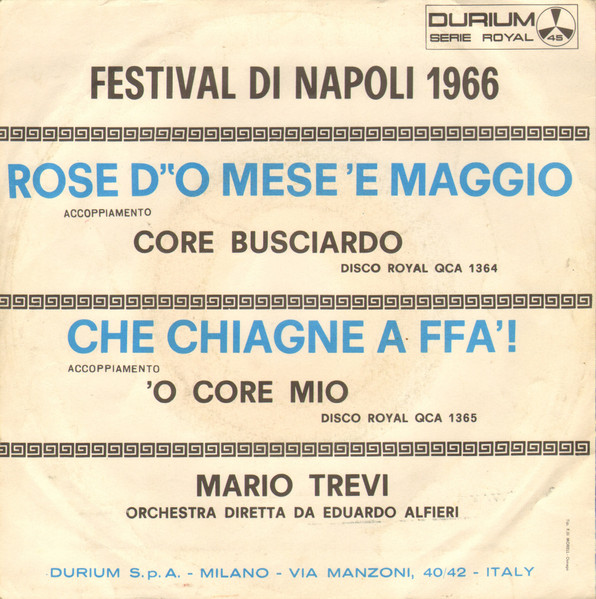 DURIUM
SERIE ROYAL 45
FESTIVAL DI NAPOLI 1966
ROSE D''O MESE 'E MAGGIO
ACCOPPIAMENTO
CORE BUSCIARDO
DISCO ROYAL QCA 1364
CHE CHIAGNE A FFA'!
ACCOPPIAMENTO
'O CORE MIO
DISCO ROYAL QCA 1365
MARIO TREVI
ORCHESTRA DIRETTA DA EDUARDO ALFIERI
DURIUM S.p.A. - MILANO - VIA MANZONI, 40/42 - ITALY